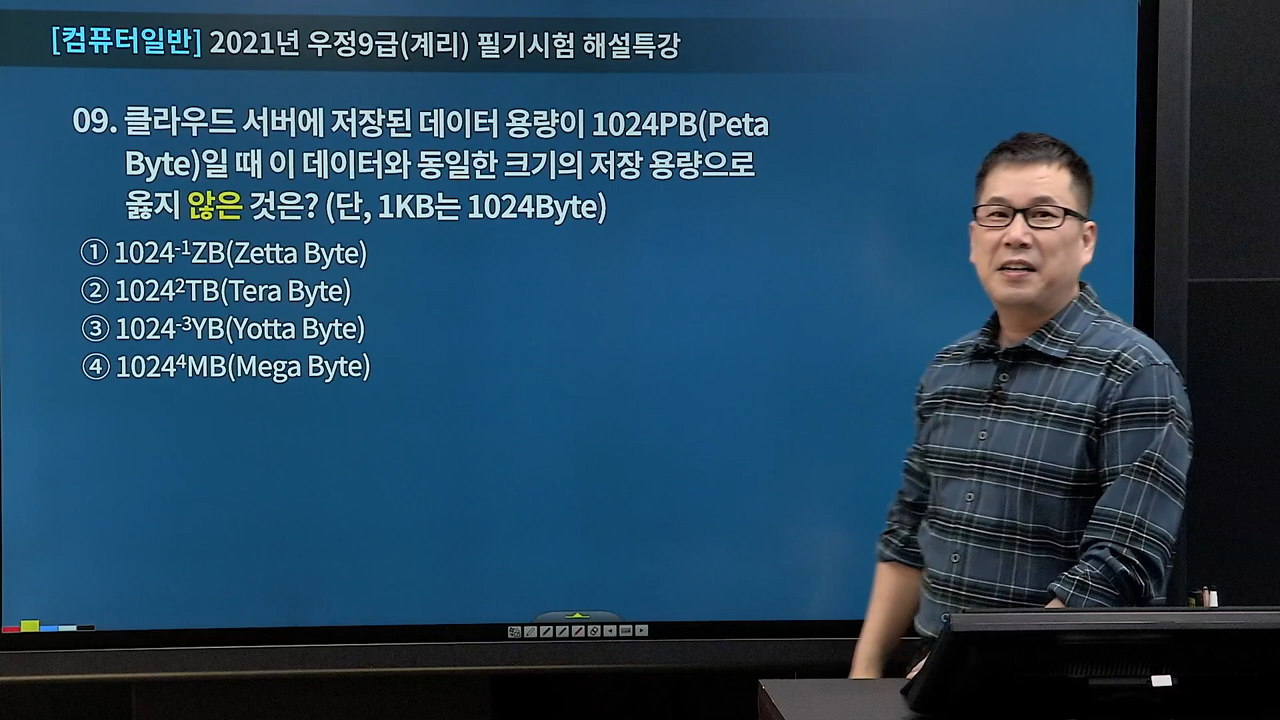 [컴퓨터일반] 2021년 우정9급(계리) 필기시험 해설특강
09. 클라우드 서버에 저장된 데이터 용량이 1024PB(Peta
Byte)일 때 이 데이터와 동일한 크기의 저장 용량으로
옳지 않은 것은? (단, 1KB는 1024Byte)
① 1024⁻¹ZB(Zetta Byte)
② 1024²TB(Tera Byte)
③ 1024⁻³YB(Yotta Byte)
④ 1024⁴MB(Mega Byte)